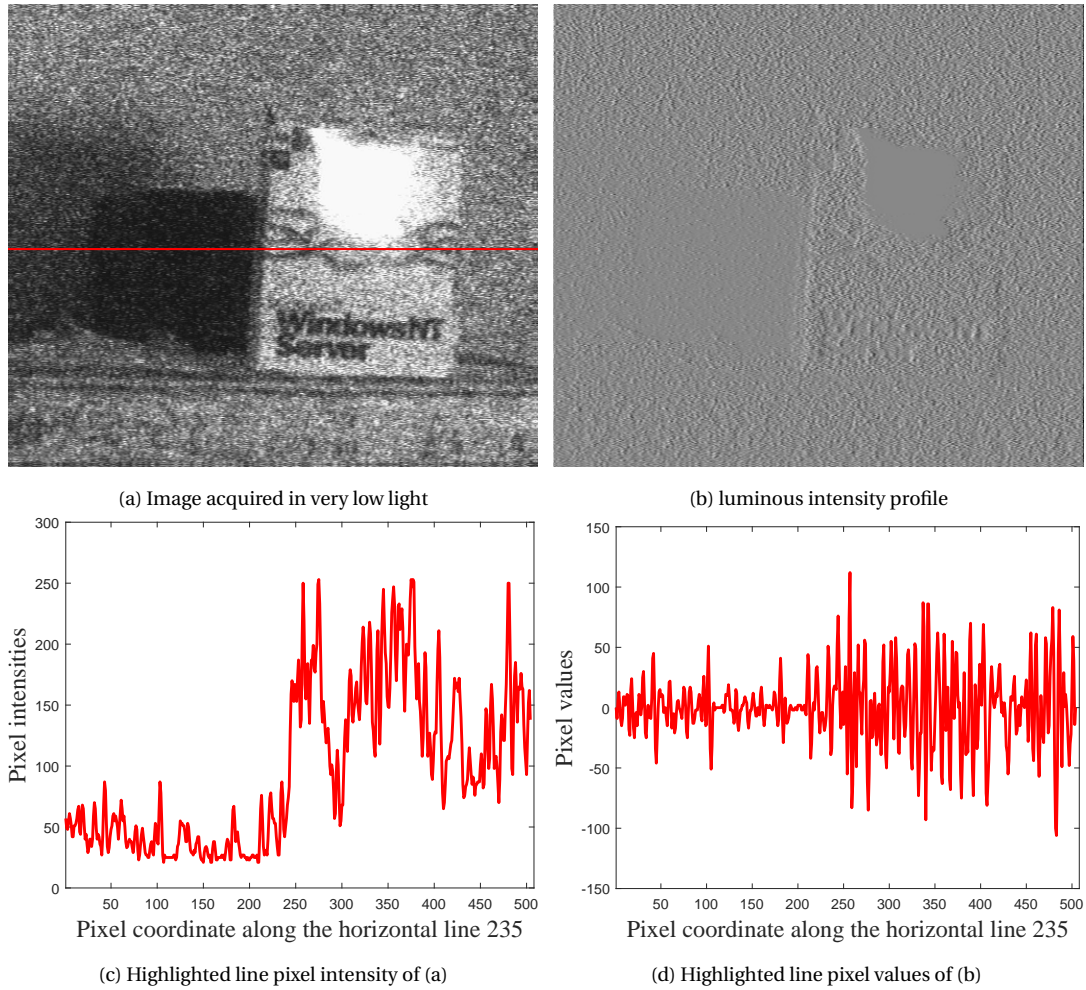 WindowsNT
Server
(a) Image acquired in very low light
(b) luminous intensity profile
300
250
200
150
100
50
0
50 100 150 200 250 300 350 400 450 500
Pixel intensities
Pixel coordinate along the horizontal line 235
150
100
50
0
-50
-100
-150
50 100 150 200 250 300 350 400 450 500
Pixel values
Pixel coordinate along the horizontal line 235
(c) Highlighted line pixel intensity of (a)
(d) Highlighted line pixel values of (b)